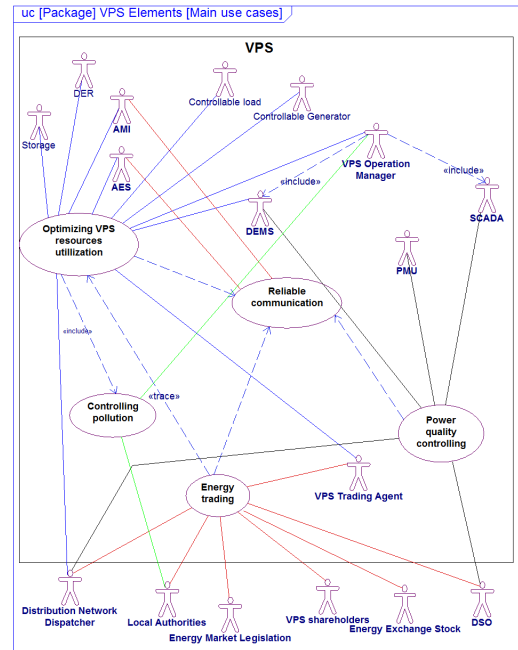 uc [Package] VPS Elements [Main use cases]
VPS
DER
Controllable load
Controllable Generator
Storage
AMI
AES
VPS Operation
Manager
«include»
«include»
SCADA
DEMS
Optimizing VPS
resources
utilization
PMU
Reliable
communication
«include»
«trace»
Controlling
pollution
Power
quality
controlling
Energy
trading
VPS Trading Agent
Distribution Network
Dispatcher
Local Authorities
Energy Market Legislation
VPS shareholders
Energy Exchange Stock
DSO